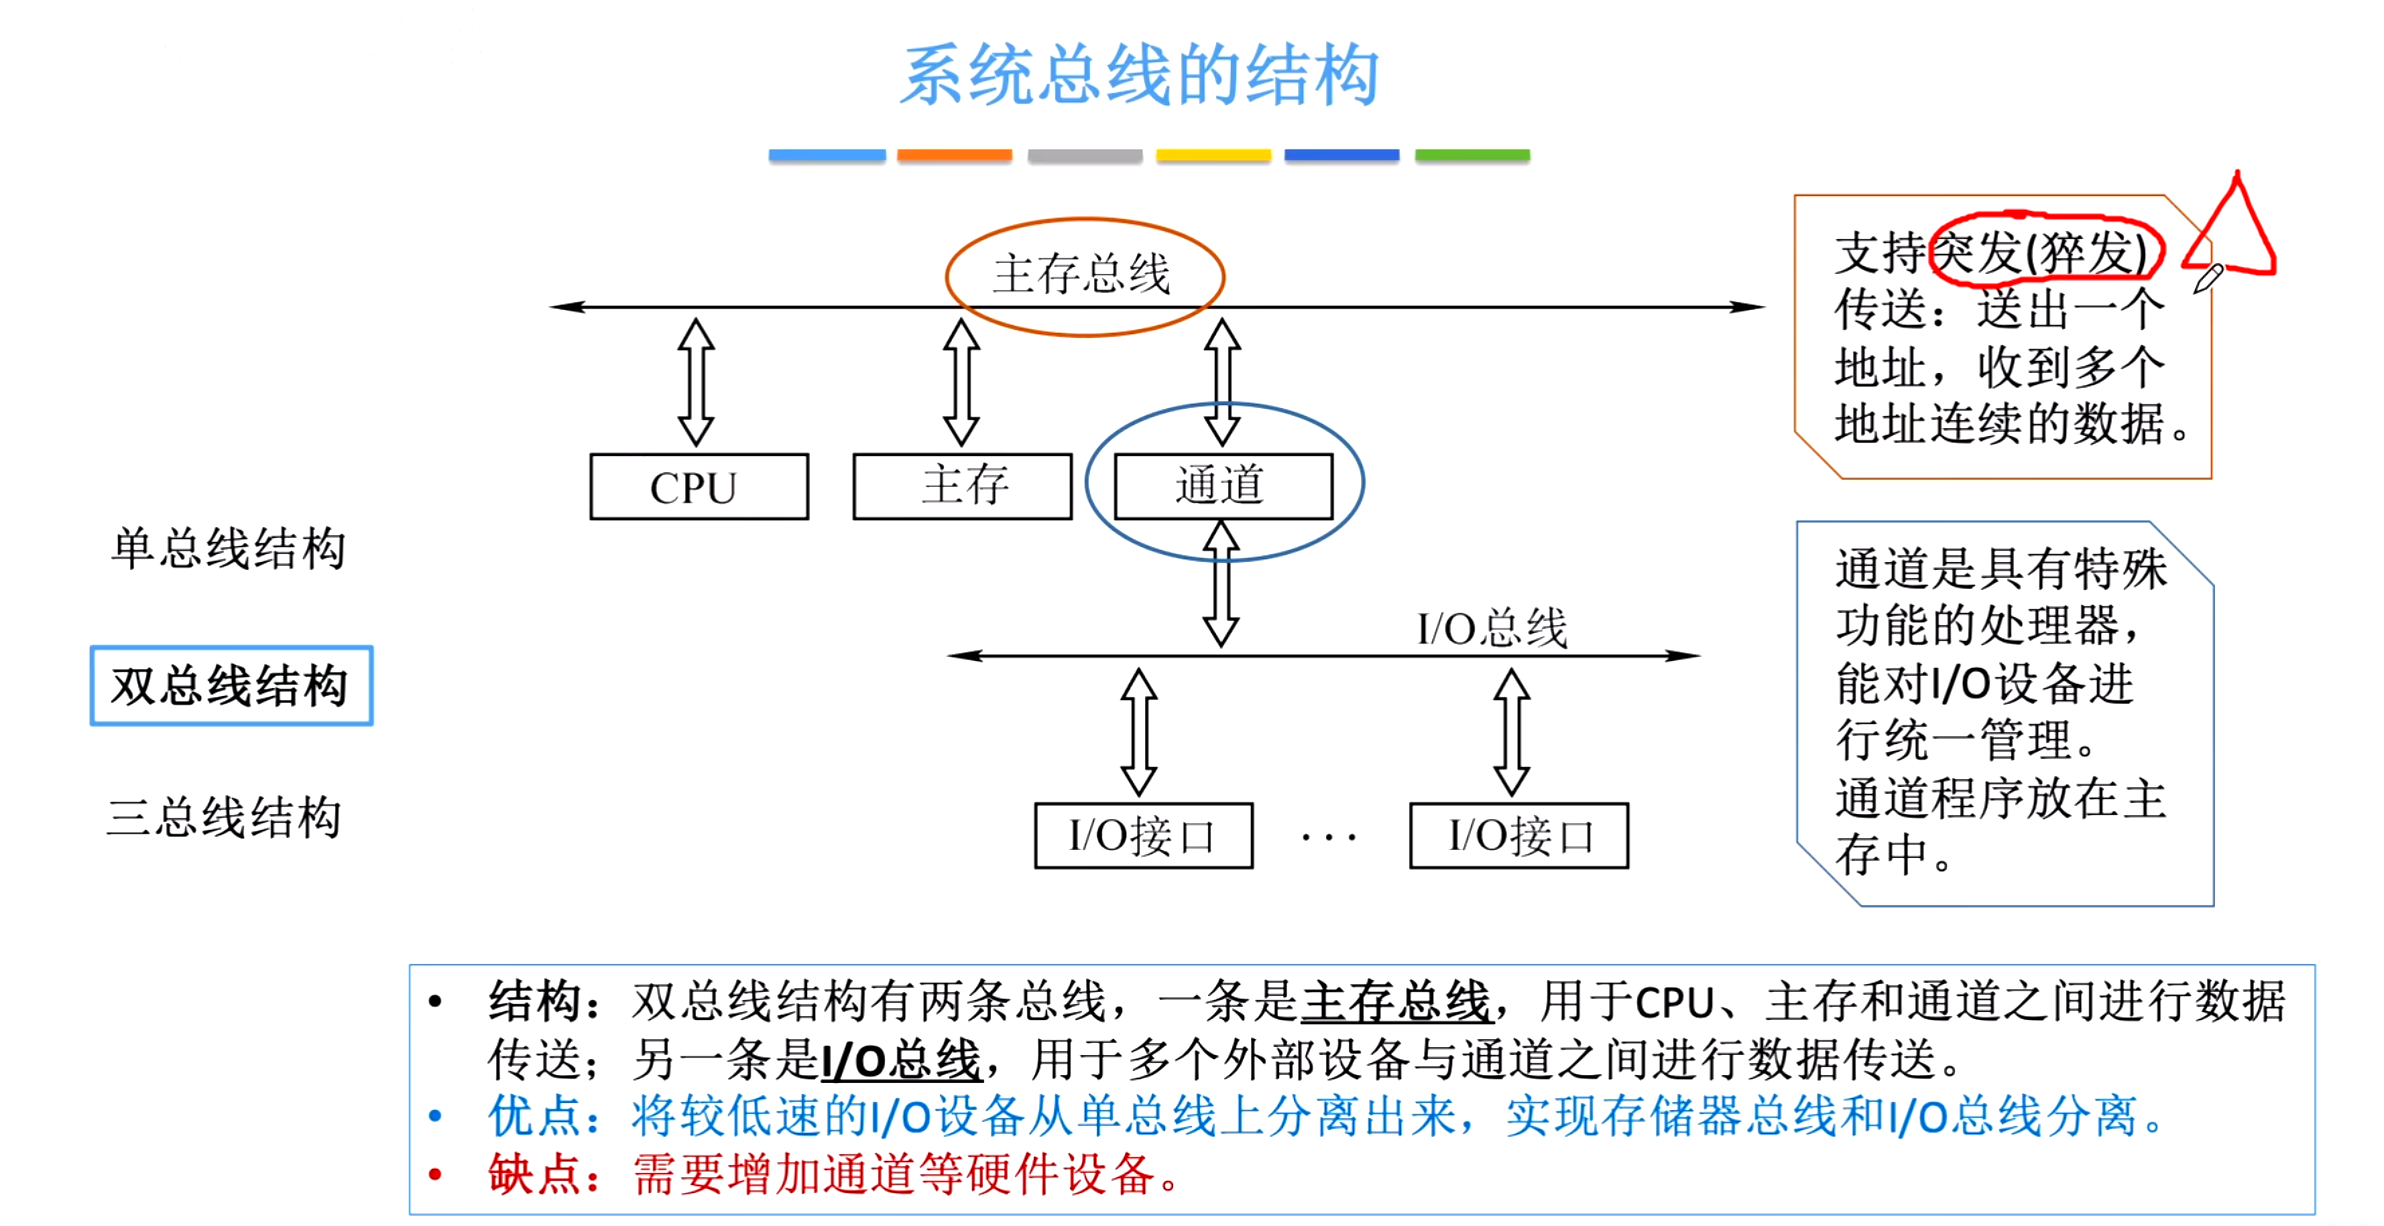 系统总线的结构
主存总线
支持突发(猝发)
传送：送出一个
地址，收到多个
地址连续的数据。
CPU
主存
通道
单总线结构
双总线结构
三总线结构
I/O总线
I/O接口
···
I/O接口
通道是具有特殊
功能的处理器，
能对I/O设备进
行统一管理。
通道程序放在主
存中。
• 结构：双总线结构有两条总线，一条是主存总线，用于CPU、主存和通道之间进行数据
传送；另一条是I/O总线，用于多个外部设备与通道之间进行数据传送。
• 优点：将较低速的I/O设备从单总线上分离出来，实现存储器总线和I/O总线分离。
• 缺点：需要增加通道等硬件设备。